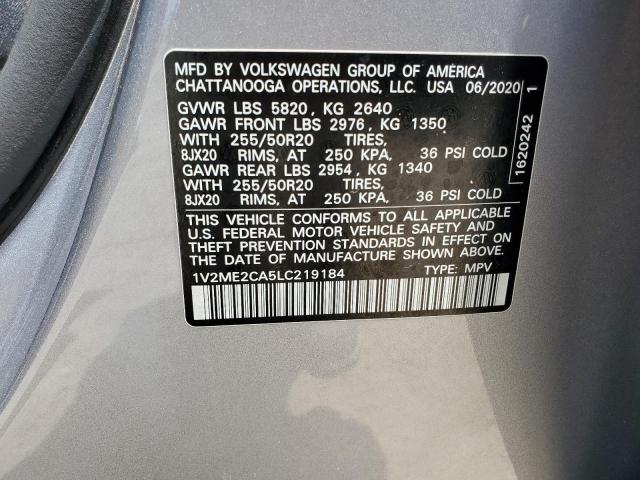 MFD BY VOLKSWAGEN GROUP OF AMERICA
CHATTANOOGA OPERATIONS, LLC. USA 06/2020
GVWR LBS 5820, KG 2640
GAWR FRONT LBS 2976, KG 1350
WITH 255/50R20 TIRES,
8JX20 RIMS, AT 250 KPA, 36 PSI COLD
GAWR REAR LBS 2954, KG 1340
WITH 255/50R20 TIRES,
8JX20 RIMS, AT 250 KPA, 36 PSI COLD
THIS VEHICLE CONFORMS TO ALL APPLICABLE
U.S. FEDERAL MOTOR VEHICLE SAFETY AND
THEFT PREVENTION STANDARDS IN EFFECT ON
THE DATE OF MANUFACTURE SHOWN ABOVE.
1V2ME2CA5LC219184 TYPE: MPV
1620242 1